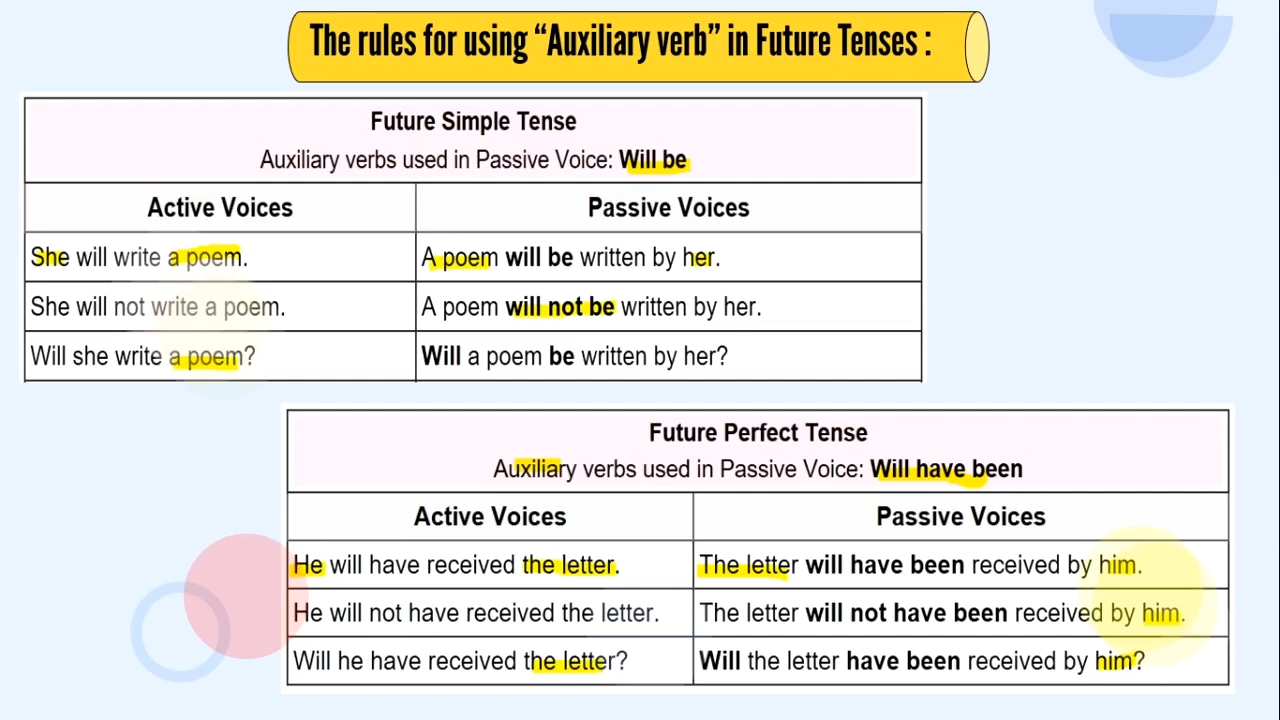 The rules for using “Auxiliary verb” in Future Tenses :
Future Simple Tense
Auxiliary verbs used in Passive Voice: Will be
Active Voices
Passive Voices
She will write a poem.
A poem will be written by her.
She will not write a poem.
A poem will not be written by her.
Will she write a poem?
Will a poem be written by her?
Future Perfect Tense
Auxiliary verbs used in Passive Voice: Will have been
Active Voices
Passive Voices
He will have received the letter.
The letter will have been received by him.
He will not have received the letter.
The letter will not have been received by him.
Will he have received the letter?
Will the letter have been received by him?